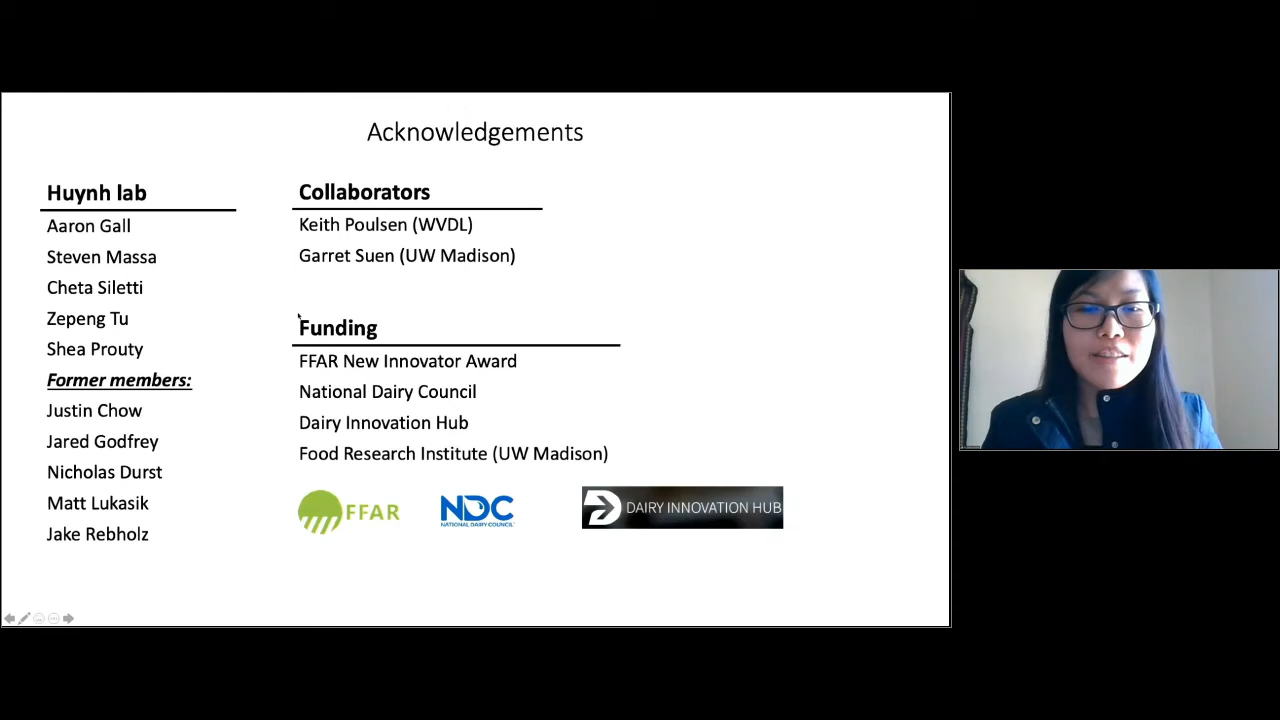 Acknowledgements
Huynh lab
Aaron Gall
Steven Massa
Cheta Siletti
Zepeng Tu
Shea Prouty
Former members:
Justin Chow
Jared Godfrey
Nicholas Durst
Matt Lukasik
Jake Rebholz
Collaborators
Keith Poulsen (WVDL)
Garret Suen (UW Madison)
Funding
FFAR New Innovator Award
National Dairy Council
Dairy Innovation Hub
Food Research Institute (UW Madison)
FFAR
NDC
NATIONAL DAIRY COUNCIL
DAIRY INNOVATION HUB